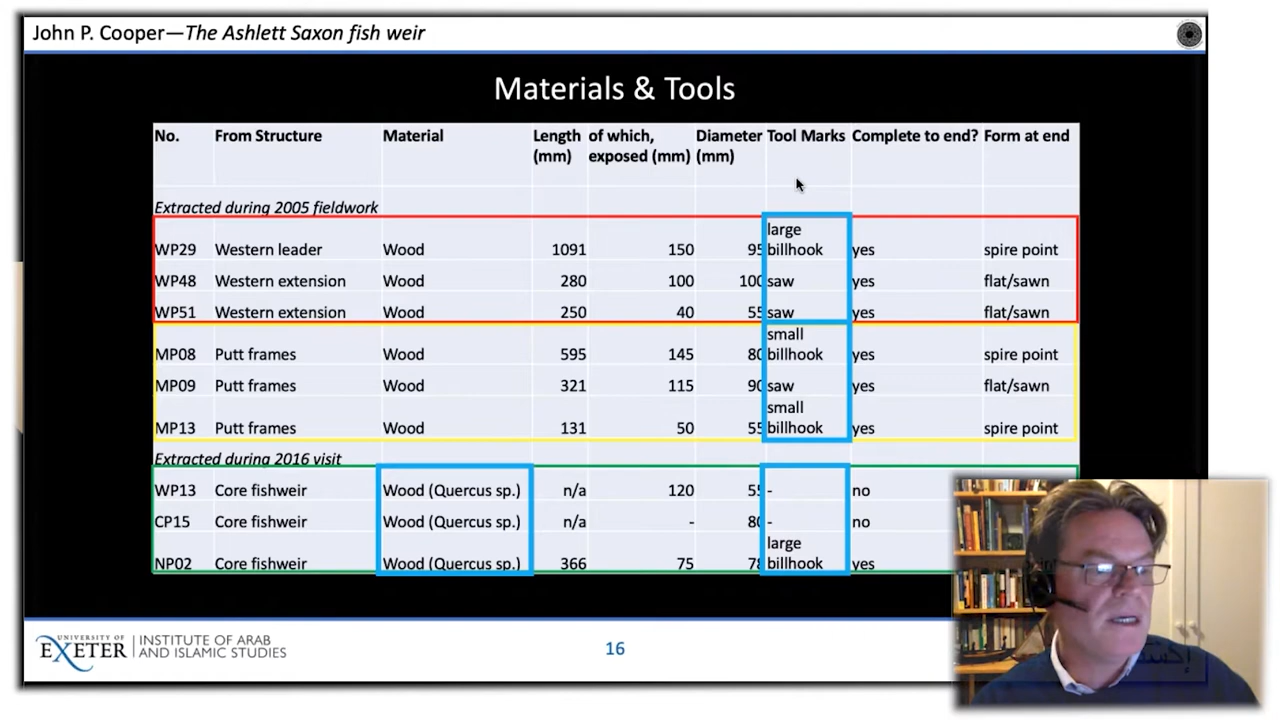 John P. Cooper—The Ashlett Saxon fish weir
Materials & Tools
No. From Structure Material Length (mm) of which, exposed (mm) Diameter (mm) Tool Marks Complete to end? Form at end
Extracted during 2005 fieldwork
WP29 Western leader Wood 1091 150 95 large billhook yes spire point
WP48 Western extension Wood 280 100 100 saw yes flat/sawn
WP51 Western extension Wood 250 40 55 saw yes flat/sawn
MP08 Putt frames Wood 595 145 80 small billhook yes spire point
MP09 Putt frames Wood 321 115 90 saw yes flat/sawn
MP13 Putt frames Wood 131 50 55 small billhook yes spire point
Extracted during 2016 visit
WP13 Core fishweir Wood (Quercus sp.) n/a 120 55 - no
CP15 Core fishweir Wood (Quercus sp.) n/a - 80 - no
NP02 Core fishweir Wood (Quercus sp.) 366 75 78 large billhook yes
UNIVERSITY OF EXETER
INSTITUTE OF ARAB
AND ISLAMIC STUDIES
16